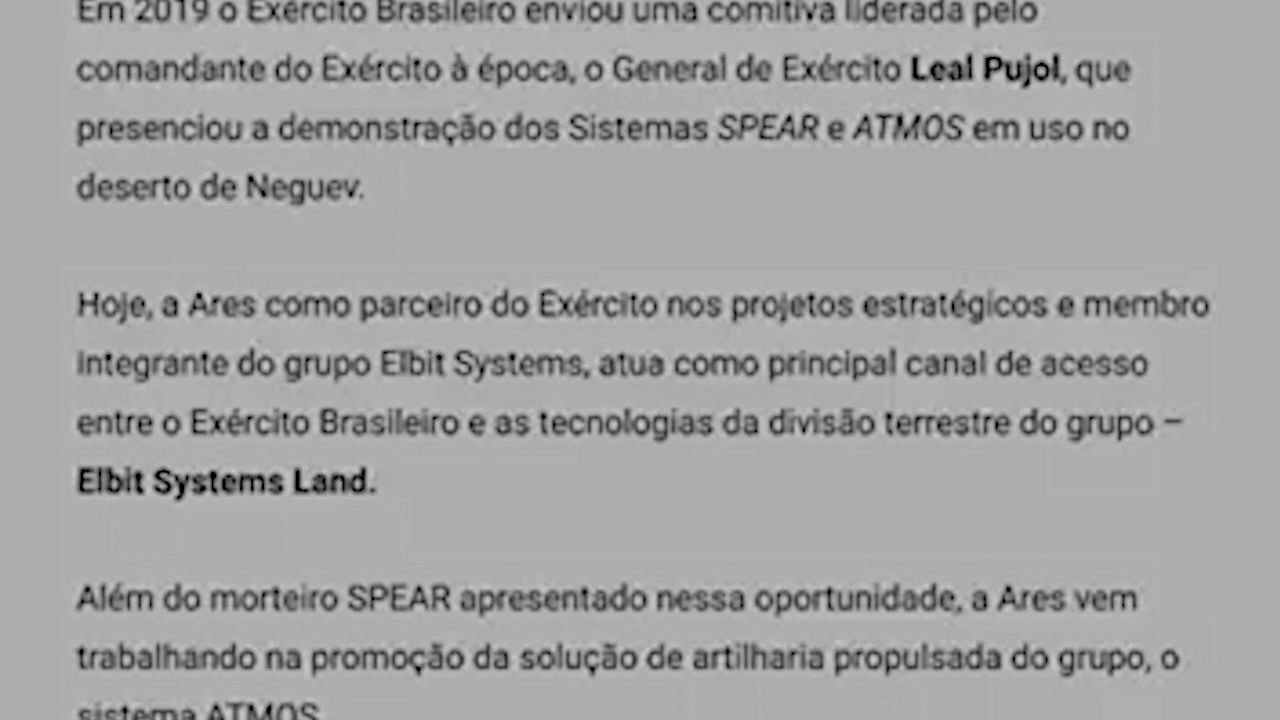 Em 2019 o Exército Brasileiro enviou uma comitiva liderada pelo
comandante do Exército à época, o General de Exército Leal Pujol, que
presenciou a demonstração dos Sistemas SPEAR e ATMOS em uso no
deserto de Neguev.
Hoje, a Ares como parceiro do Exército nos projetos estratégicos e membro
integrante do grupo Elbit Systems, atua como principal canal de acesso
entre o Exército Brasileiro e as tecnologias da divisão terrestre do grupo –
Elbit Systems Land.
Além do morteiro SPEAR apresentado nessa oportunidade, a Ares vem
trabalhando na promoção da solução de artilharia propulsada do grupo, o
sistema ATMOS.